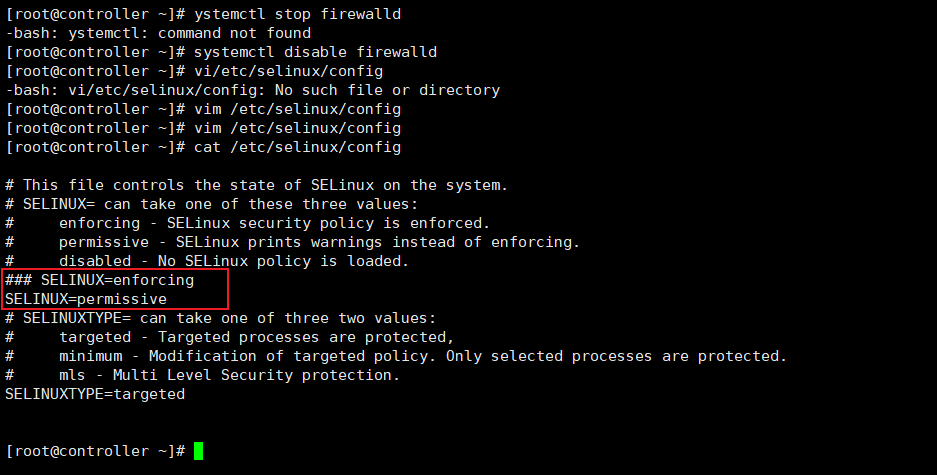 [root@controller ~]# ystemctl stop firewalld
-bash: ystemctl: command not found
[root@controller ~]# systemctl disable firewalld
[root@controller ~]# vi/etc/selinux/config
-bash: vi/etc/selinux/config: No such file or directory
[root@controller ~]# vim /etc/selinux/config
[root@controller ~]# vim /etc/selinux/config
[root@controller ~]# cat /etc/selinux/config
# This file controls the state of SELinux on the system.
# SELINUX= can take one of these three values:
#     enforcing - SELinux security policy is enforced.
#     permissive - SELinux prints warnings instead of enforcing.
#     disabled - No SELinux policy is loaded.
### SELINUX=enforcing
SELINUX=permissive
# SELINUXTYPE= can take one of three two values:
#     targeted - Targeted processes are protected,
#     minimum - Modification of targeted policy. Only selected processes are protected.
#     mls - Multi Level Security protection.
SELINUXTYPE=targeted
[root@controller ~]#